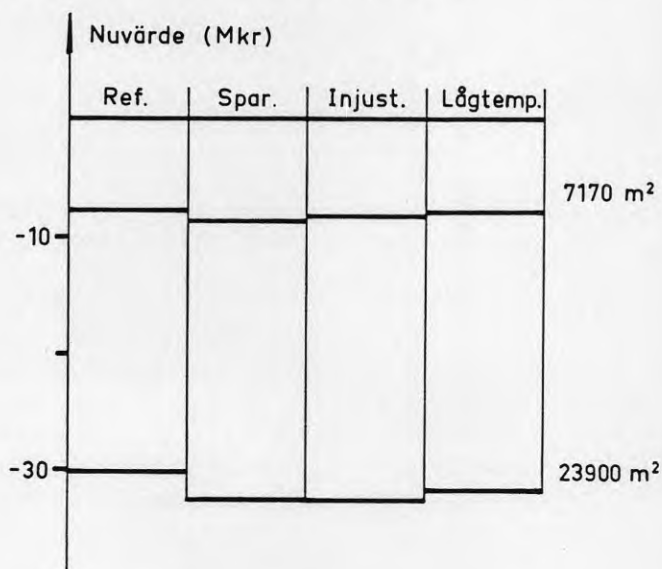 Nuvärde (Mkr)
Ref. Spar. Injust. Lågtemp.
7170 m²
-10
-30
23900 m²